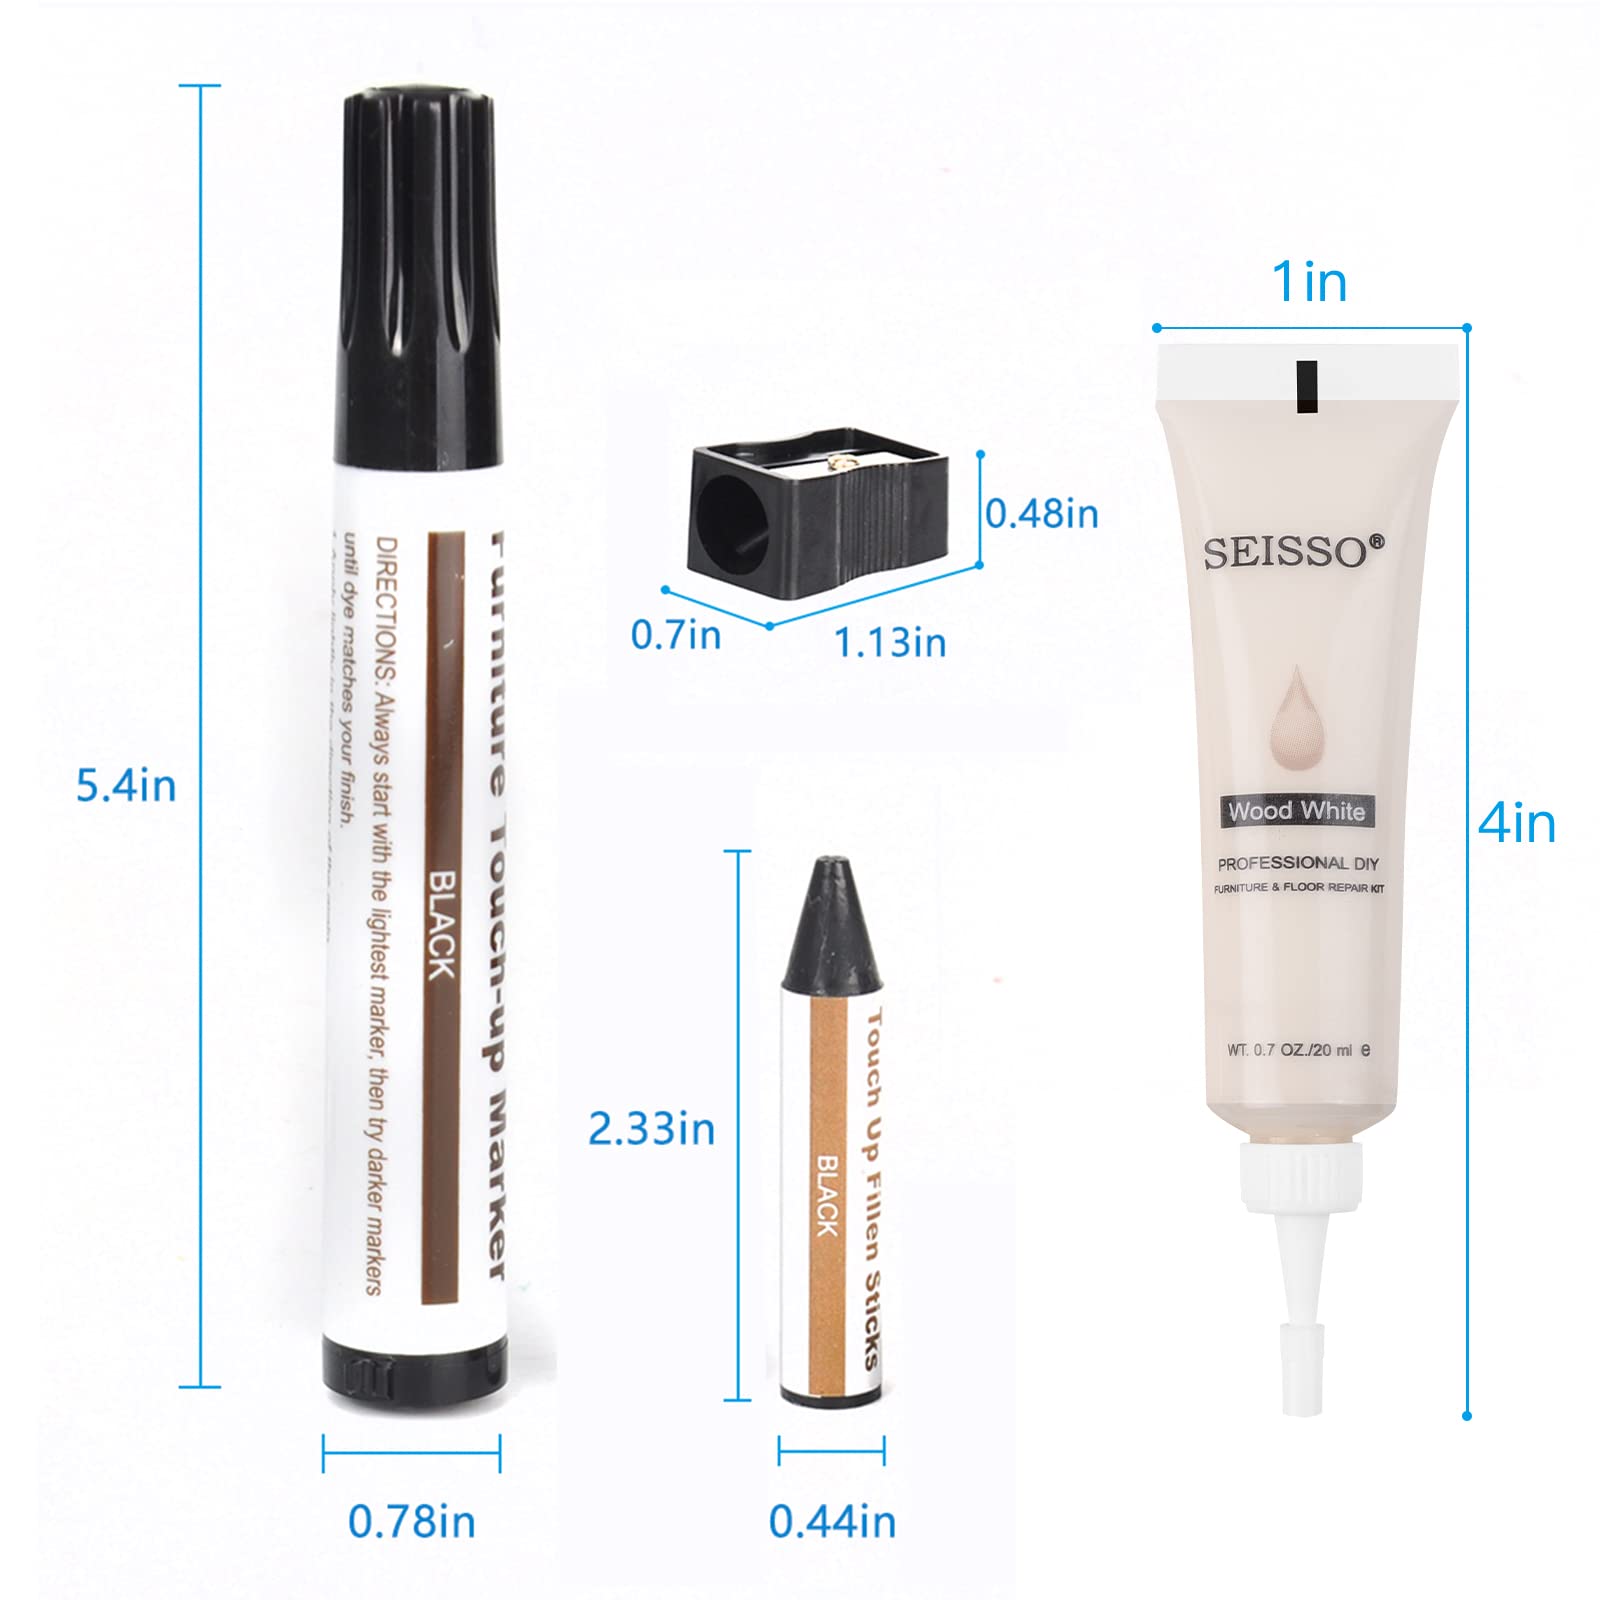 5.4in
Furniture Touch-up Marker
BLACK
DIRECTIONS: Always start with the lightest marker, then try darker markers
until dye matches your finish.
0.78in
0.48in
0.7in
1.13in
2.33in
Touch Up Fillen Sticks
BLACK
0.44in
1in
SEISSO®
Wood White
PROFESSIONAL DIY
FURNITURE & FLOOR REPAIR KIT
WT. 0.7 OZ./20 ml e
4in